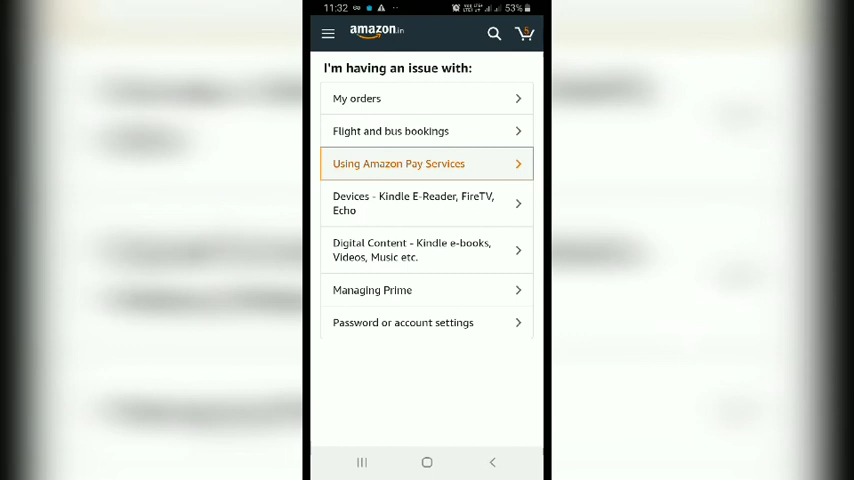 11:32
53%
amazon.in
5
I'm having an issue with:
My orders
Flight and bus bookings
Using Amazon Pay Services
Devices - Kindle E-Reader, FireTV,
Echo
Digital Content - Kindle e-books,
Videos, Music etc.
Managing Prime
Password or account settings